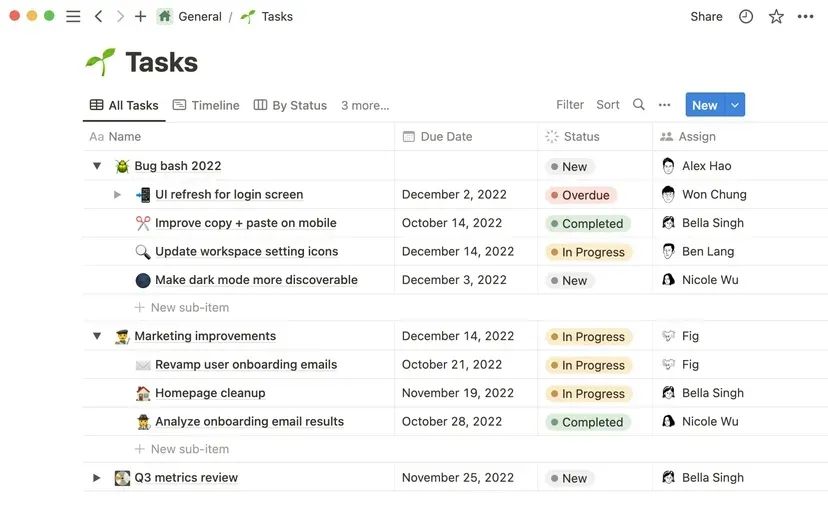 General / Tasks Share
Tasks
All Tasks Timeline By Status 3 more... Filter Sort New
Aa Name Due Date Status Assign
Bug bash 2022 New Alex Hao
UI refresh for login screen December 2, 2022 Overdue Won Chung
Improve copy + paste on mobile October 14, 2022 Completed Bella Singh
Update workspace setting icons December 14, 2022 In Progress Ben Lang
Make dark mode more discoverable December 3, 2022 New Nicole Wu
+ New sub-item
Marketing improvements December 14, 2022 In Progress Fig
Revamp user onboarding emails October 21, 2022 In Progress Fig
Homepage cleanup November 19, 2022 In Progress Bella Singh
Analyze onboarding email results October 28, 2022 Completed Nicole Wu
+ New sub-item
Q3 metrics review November 25, 2022 New Bella Singh